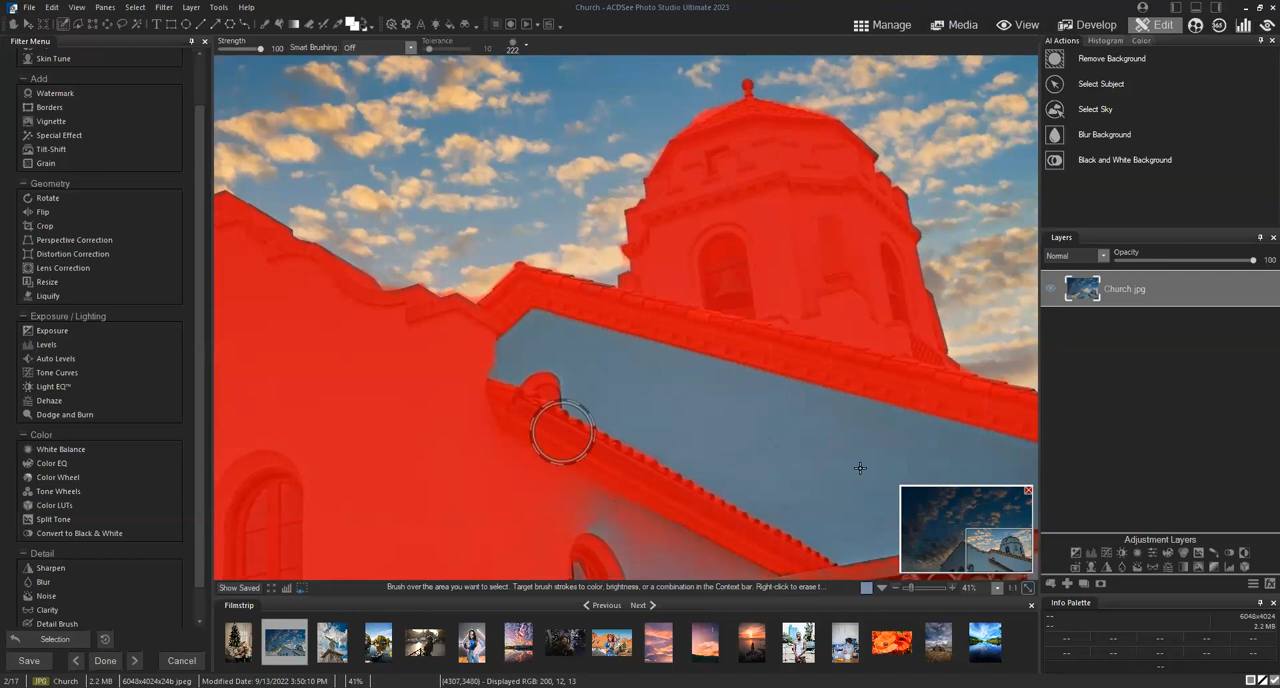 File Edit View Panes Select Filter Layer Tools Help
Church - ACDSee Photo Studio Ultimate 2023
Manage Media View Develop Edit 365
Filter Menu
Strength 100 Smart Brushing: Off Tolerance 10 222
AI Actions Histogram Color
Skin Tune
Add
Watermark
Borders
Vignette
Special Effect
Tilt-Shift
Grain
Geometry
Rotate
Flip
Crop
Perspective Correction
Distortion Correction
Lens Correction
Resize
Liquify
Exposure / Lighting
Exposure
Levels
Auto Levels
Tone Curves
Light EQ™
Dehaze
Dodge and Burn
Color
White Balance
Color EQ
Color Wheel
Tone Wheels
Color LUTs
Split Tone
Convert to Black & White
Detail
Sharpen
Blur
Noise
Clarity
Detail Brush
Selection
Save Done Cancel
Remove Background
Select Subject
Select Sky
Blur Background
Black and White Background
Layers
Normal Opacity 100
Church.jpg
Adjustment Layers
Show Saved
Brush over the area you want to select. Target brush strokes to color, brightness, or a combination in the Context bar. Right-click to erase t...
41% 1:1
Filmstrip Previous Next
Info Palette
-- 6048x4024
-- 2.2 MB
-- -- -- -- --
-- -- -- -- --
--
2/17 JPG Church 2.2 MB 6048x4024x24b jpeg Modified Date: 9/13/2022 3:50:10 PM 41% (4307,3480) - Displayed RGB: 200, 12, 13